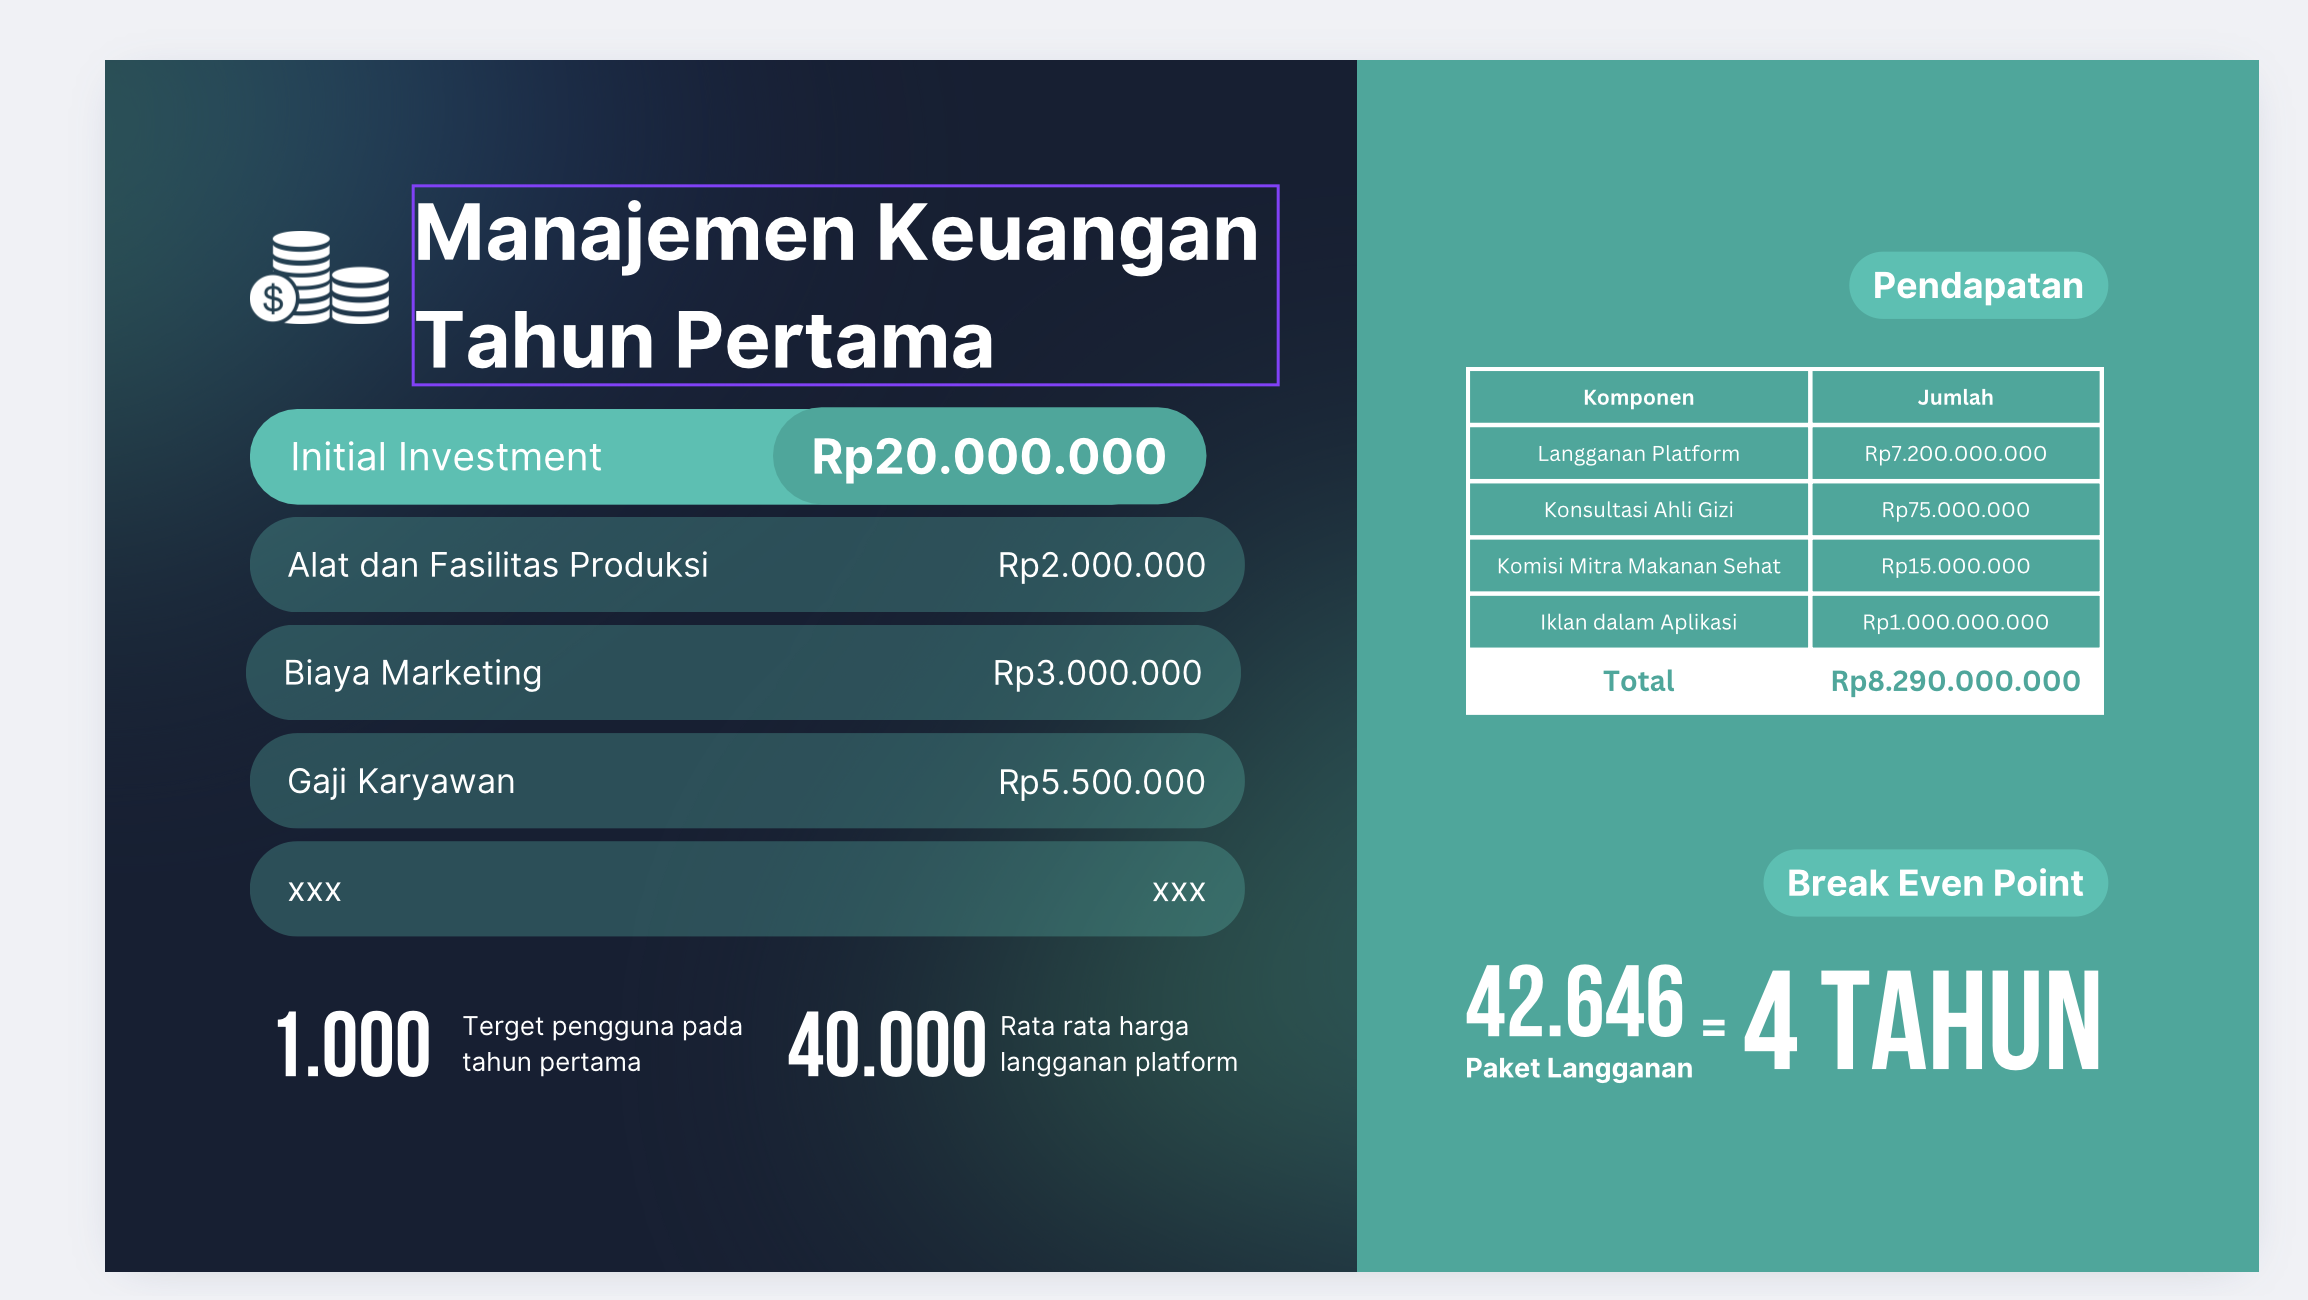 Manajemen Keuangan
Tahun Pertama
$
Initial Investment Rp20.000.000
Alat dan Fasilitas Produksi Rp2.000.000
Biaya Marketing Rp3.000.000
Gaji Karyawan Rp5.500.000
xxx xxx
1.000 Terget pengguna pada
tahun pertama
40.000 Rata rata harga
langganan platform
Pendapatan
Komponen Jumlah
Langganan Platform Rp7.200.000.000
Konsultasi Ahli Gizi Rp75.000.000
Komisi Mitra Makanan Sehat Rp15.000.000
Iklan dalam Aplikasi Rp1.000.000.000
Total Rp8.290.000.000
Break Even Point
42.646 = 4 TAHUN
Paket Langganan